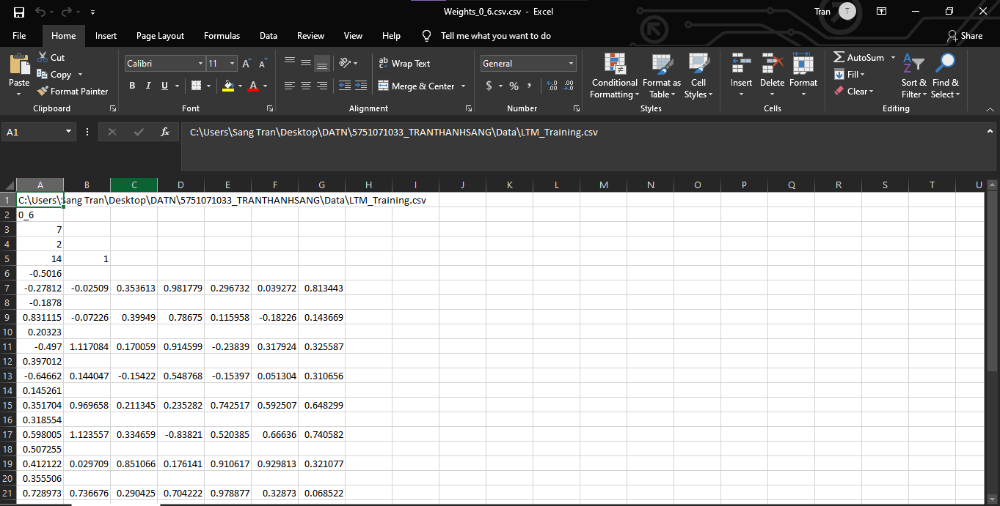 Weights_0_6.csv.csv - Excel
Tran T
File Home Insert Page Layout Formulas Data Review View Help Tell me what you want to do Share
Paste
Cut
Copy
Format Painter
Clipboard
Calibri 11 A A
B I U A
Font
ab Wrap Text
Merge & Center
Alignment
General
$ % ,
Number
Conditional Formatting
Format as Table
Cell Styles
Styles
Insert Delete Format
Cells
AutoSum
Fill
Clear
Sort & Filter
Find & Select
Editing
A1 fx C:\Users\Sang Tran\Desktop\DATN\5751071033_TRANTHANHSANG\Data\LTM_Training.csv
A B C D E F G H I J K L M N O P Q R S T U
1 C:\Users\Sang Tran\Desktop\DATN\5751071033_TRANTHANHSANG\Data\LTM_Training.csv
2 0_6
3 7
4 2
5 14 1
6 -0.5016
7 -0.27812 -0.02509 0.353613 0.981779 0.296732 0.039272 0.813443
8 -0.1878
9 0.831115 -0.07226 0.39949 0.78675 0.115958 -0.18226 0.143669
10 0.20323
11 -0.497 1.117084 0.170059 0.914599 -0.23839 0.317924 0.325587
12 0.397012
13 -0.64662 0.144047 -0.15422 0.548768 -0.15397 0.051304 0.310656
14 0.145261
15 0.351704 0.969658 0.211345 0.235282 0.742517 0.592507 0.648299
16 0.318554
17 0.598005 1.123557 0.334659 -0.83821 0.520385 0.66636 0.740582
18 0.507255
19 0.412122 0.029709 0.851066 0.176141 0.910617 0.929813 0.321077
20 0.355506
21 0.728973 0.736676 0.290425 0.704222 0.978877 0.32873 0.068522